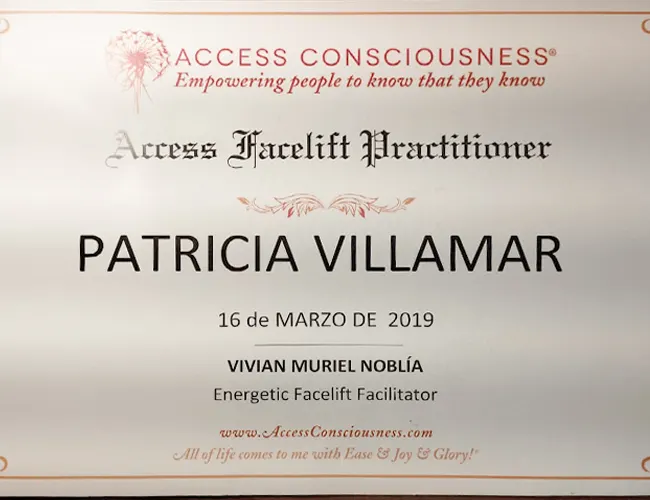 ACCESS CONSCIOUSNESS®
Empowering people to know that they know
Access Facelift Practitioner
PATRICIA VILLAMAR
16 de MARZO DE 2019
VIVIAN MURIEL NOBLÍA
Energetic Facelift Facilitator
www.AccessConsciousness.com
All of life comes to me with Ease & Joy & Glory!®